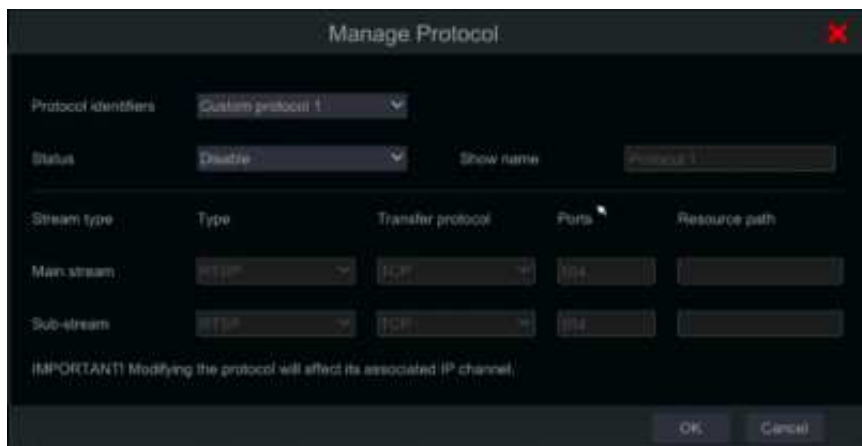 Manage Protocol
Protocol identifiers Custom protocol 1
Status Disable Show name Protocol 1
Stream type Type Transfer protocol Ports Resource path
Main stream RTSP TCP 554
Sub-stream RTSP TCP 554
IMPORTANT! Modifying the protocol will affect its associated IP channel.
OK Cancel